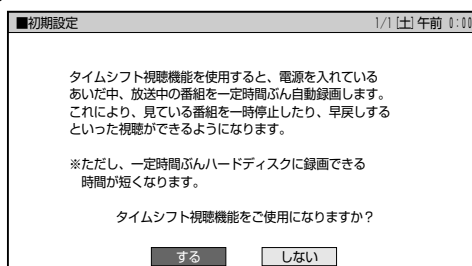 ■初期設定 1/1[土]午前 0:00
タイムシフト視聴機能を使用すると、電源を入れている
あいだ中、放送中の番組を一定時間ぶん自動録画します。
これにより、見ている番組を一時停止したり、早戻しする
といった視聴ができるようになります。
※ただし、一定時間ぶんハードディスクに録画できる
時間が短くなります。
タイムシフト視聴機能をご使用になりますか？
する しない